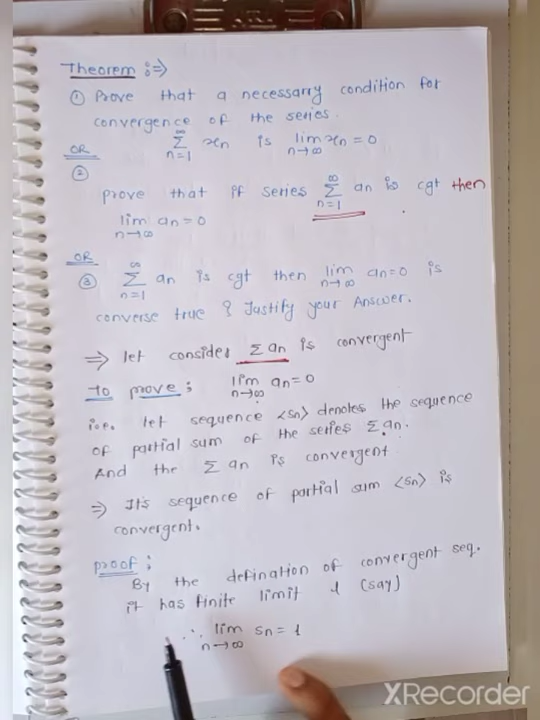 Theorem :⇒
① Prove that a necessarry condition for
convergence of the series.
∞ Σ n=1 xn is lim n→∞ xn = 0
OR
②
prove that if series ∞ Σ n=1 an is cgt then
lim n→∞ an = 0
OR
③ ∞ Σ n=1 an is cgt then lim n→∞ an = 0 is
converse true ? Justify your Answer.
⇒ let consider Σ an is convergent
To prove : lim n→∞ an = 0
i.e. let sequence <sn> denotes the sequence
of partial sum of the series Σ an.
And the Σ an is convergent
⇒ It's sequence of partial sum <sn> is
convergent.
proof :
By the defination of convergent seq.
it has finite limit l (say)
∴ lim n→∞ sn = l
XRecorder